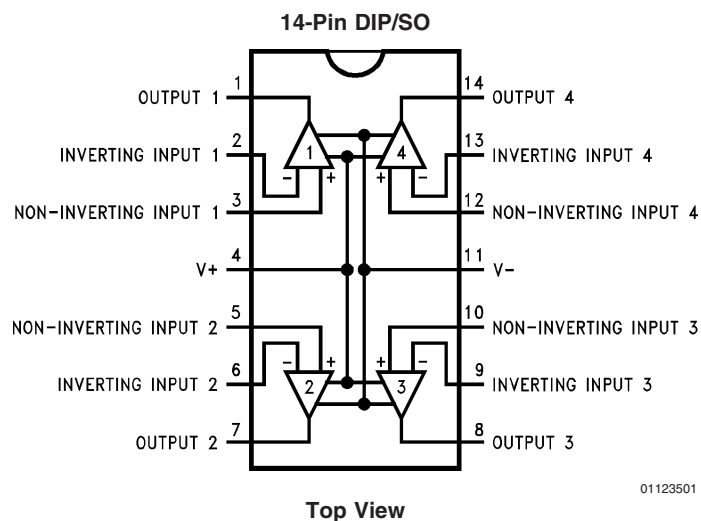 14-Pin DIP/SO
1 14
OUTPUT 1 OUTPUT 4
2 13
INVERTING INPUT 1 1 4 INVERTING INPUT 4
− + + −
3 12
NON-INVERTING INPUT 1 NON-INVERTING INPUT 4
4 11
V+ V−
5 10
NON-INVERTING INPUT 2 NON-INVERTING INPUT 3
− + + −
6 9
INVERTING INPUT 2 2 3 INVERTING INPUT 3
7 8
OUTPUT 2 OUTPUT 3
01123501
Top View